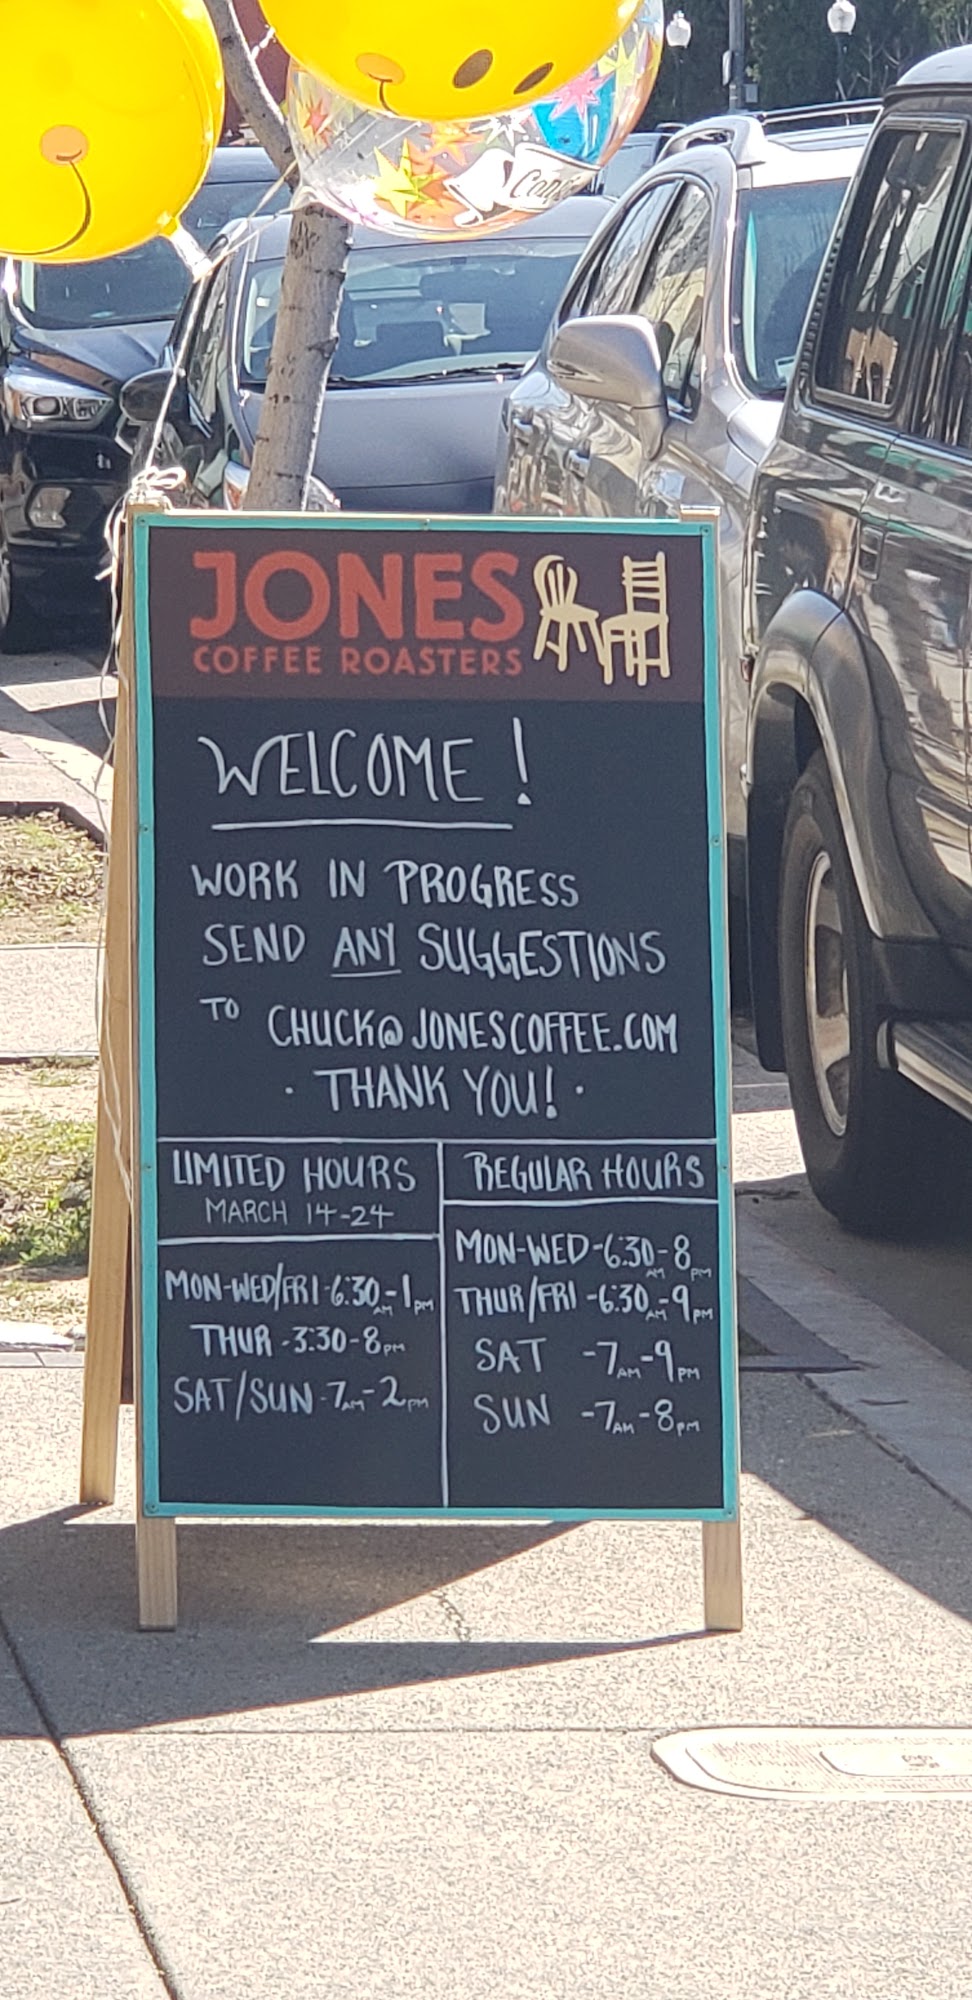 Cong
JONES
COFFEE ROASTERS
WELCOME!
WORK IN PROGRESS
SEND ANY SUGGESTIONS
TO CHUCK@JONESCOFFEE.COM
· THANK YOU! ·
LIMITED HOURS
MARCH 14-24
MON-WED/FRI-6:30AM-1PM
THUR-3:30-8PM
SAT/SUN-7AM-2PM
REGULAR HOURS
MON-WED-6:30AM-8PM
THUR/FRI-6:30AM-9PM
SAT -7AM-9PM
SUN -7AM-8PM